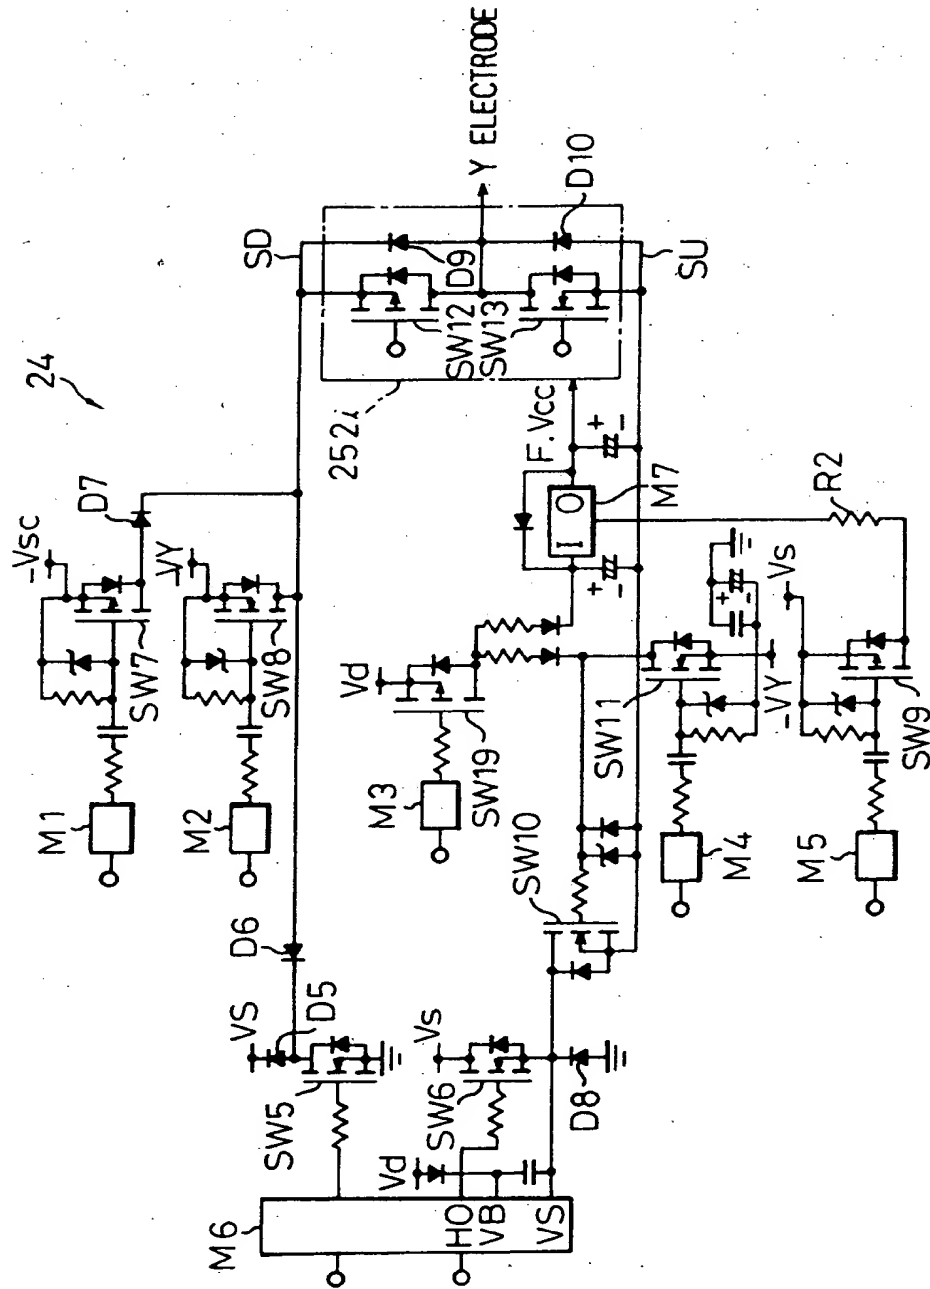 24
M1
SW7
-Vsc
D7
M2
SW8
-VY
D6
VS
D5
SW5
M6
HO
VB
VS
Vd
SW6
Vs
D8
SW10
M3
SW19
Vd
SW11
-VY
M4
M5
SW9
Vs
R2
M7
I O
F.Vcc
+
-
+
-
+
-
252i
SD
SU
SW12
SW13
D9
D10
Y ELECTRODE